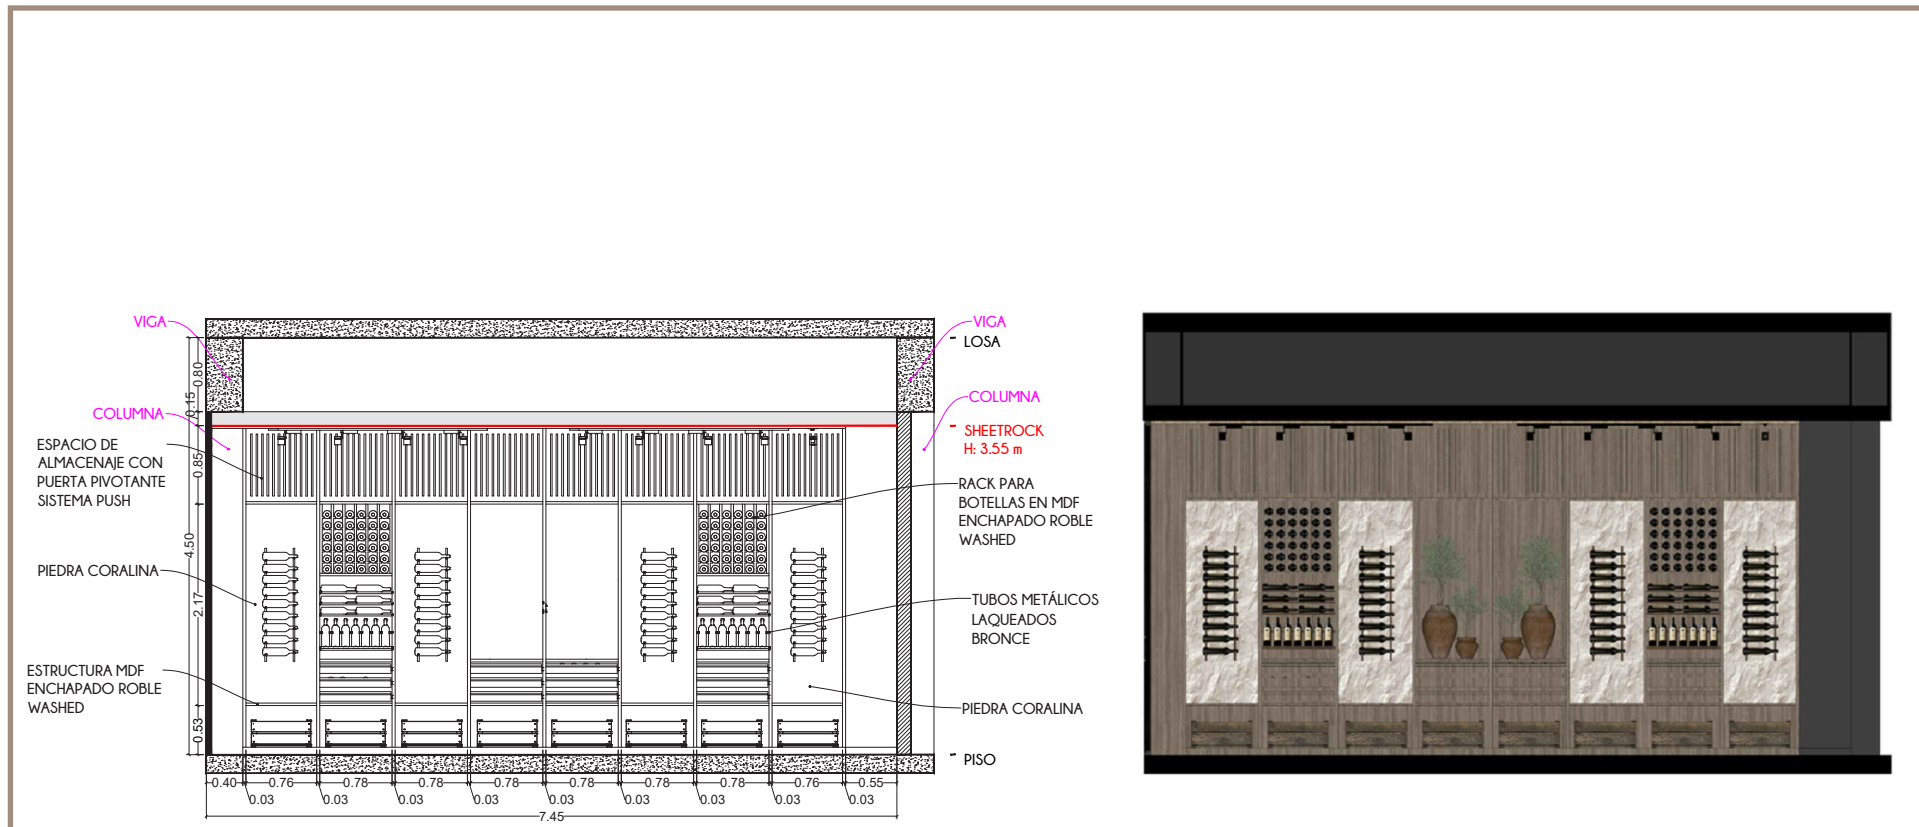 VIGA
COLUMNA
ESPACIO DE
ALMACENAJE CON
PUERTA PIVOTANTE
SISTEMA PUSH
PIEDRA CORALINA
ESTRUCTURA MDF
ENCHAPADO ROBLE
WASHED
0.80
0.15
0.85
4.50
2.17
0.53
VIGA
LOSA
COLUMNA
SHEETROCK
H: 3.55 m
RACK PARA
BOTELLAS EN MDF
ENCHAPADO ROBLE
WASHED
TUBOS METÁLICOS
LAQUEADOS
BRONCE
PIEDRA CORALINA
PISO
0.40 0.76 0.78 0.78 0.78 0.78 0.78 0.78 0.76 0.55
0.03 0.03 0.03 0.03 0.03 0.03 0.03 0.03 0.03
7.45